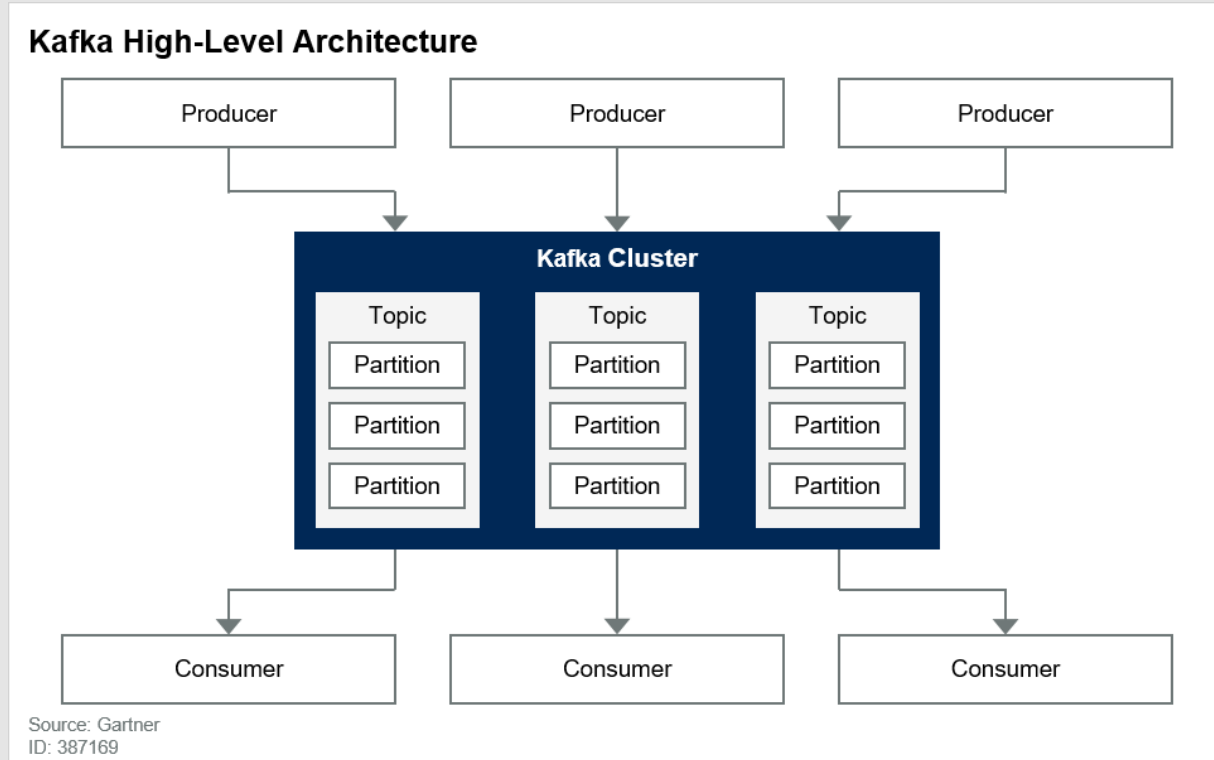 Kafka High-Level Architecture
Producer
Producer
Producer
Kafka Cluster
Topic
Topic
Topic
Partition
Partition
Partition
Partition
Partition
Partition
Partition
Partition
Partition
Consumer
Consumer
Consumer
Source: Gartner
ID: 387169